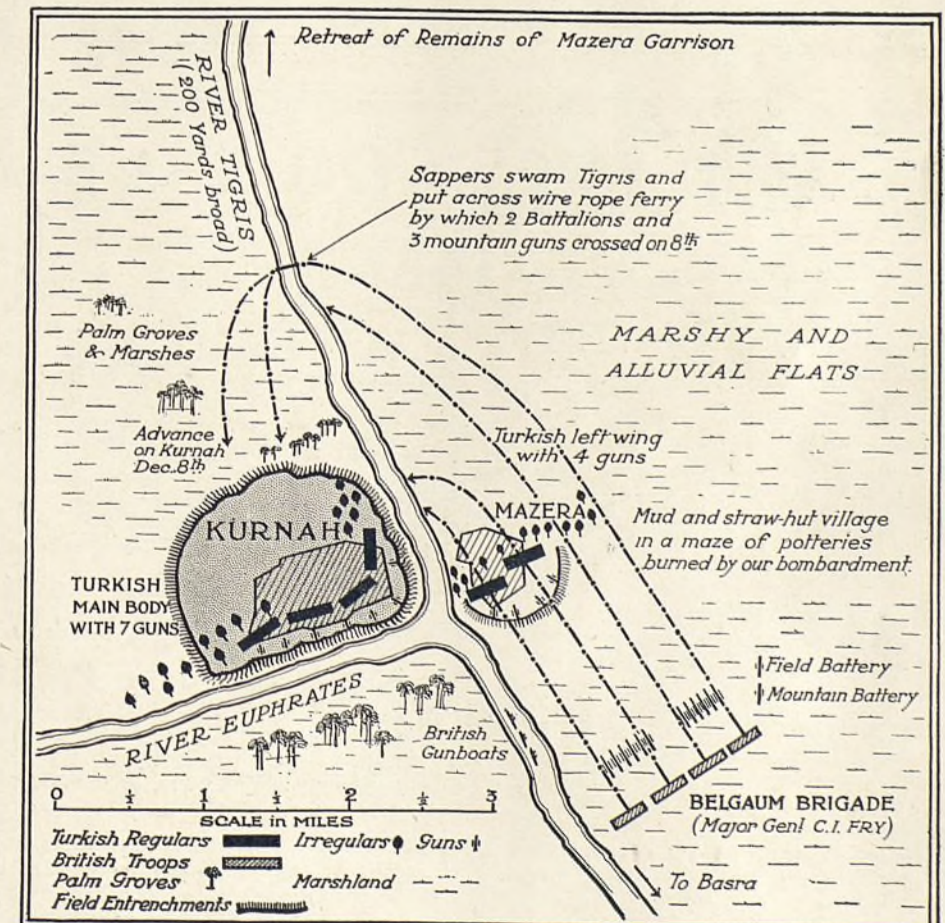 Retreat of Remains of Mazera Garrison
RIVER TIGRIS
(200 Yards broad)
Sappers swam Tigris and
put across wire rope ferry
by which 2 Battalions and
3 mountain guns crossed on 8th
Palm Groves
& Marshes
MARSHY AND
ALLUVIAL FLATS
Advance
on Kurnah
Dec. 8th
Turkish left wing
with 4 guns
KURNAH
MAZERA
Mud and straw-hut village
in a maze of potteries
burned by our bombardment.
TURKISH
MAIN BODY
WITH 7 GUNS
Field Battery
Mountain Battery
RIVER EUPHRATES
British
Gunboats
0 ½ 1 ½ 2 ½ 3
SCALE in MILES
BELGAUM BRIGADE
(Major Genl C.I. FRY)
Turkish Regulars Irregulars Guns
British Troops
Palm Groves Marshland
Field Entrenchments
To Basra